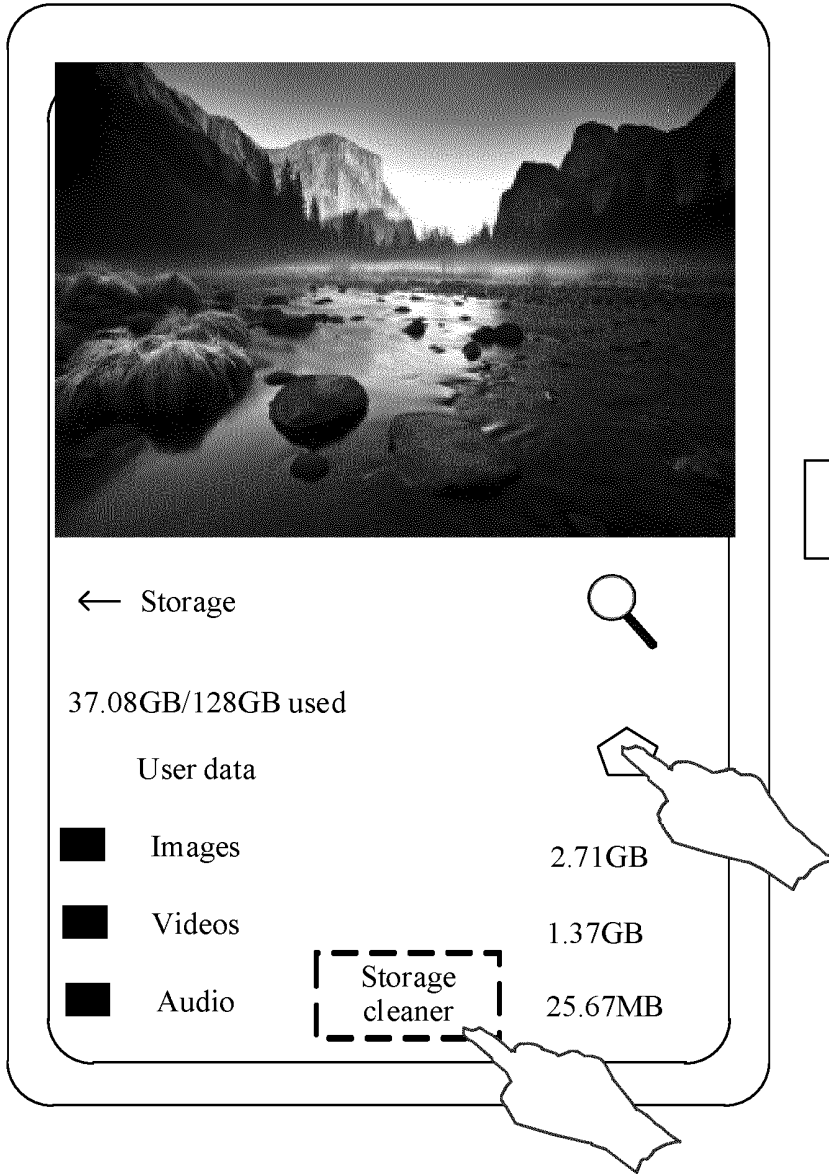 ← Storage
37.08GB/128GB used
User data
Images 2.71GB
Videos 1.37GB
Audio 25.67MB
Storage
cleaner